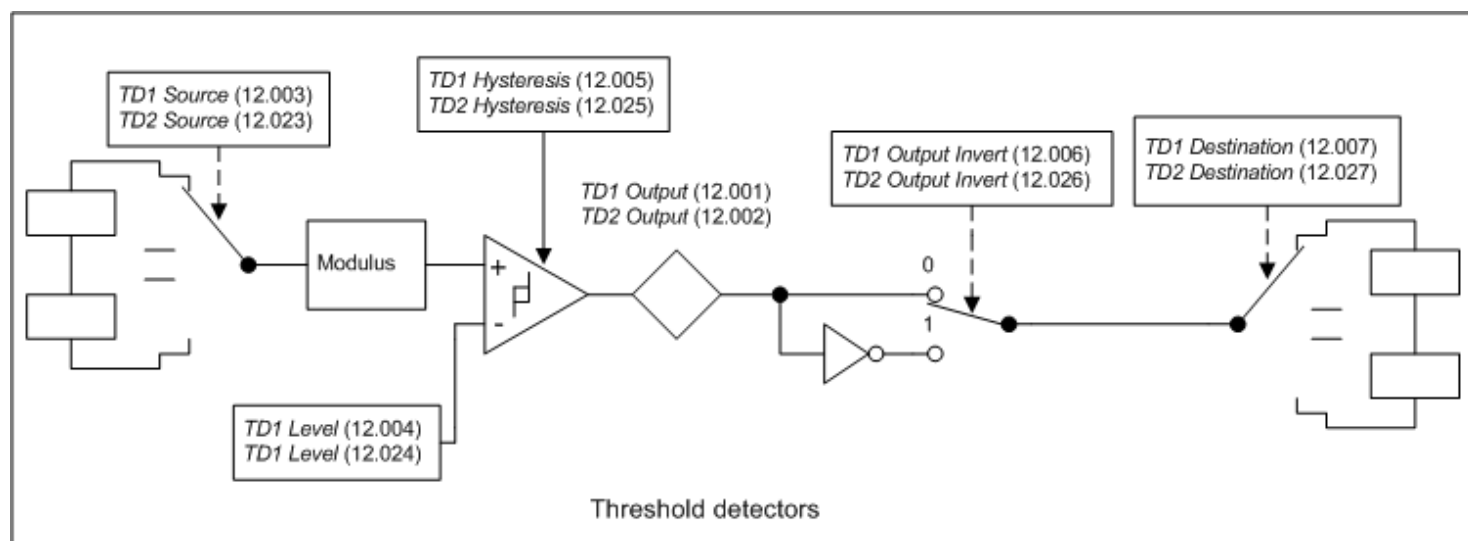 TD1 Source (12.003)
TD2 Source (12.023)
TD1 Hysteresis (12.005)
TD2 Hysteresis (12.025)
TD1 Output (12.001)
TD2 Output (12.002)
TD1 Output Invert (12.006)
TD2 Output Invert (12.026)
TD1 Destination (12.007)
TD2 Destination (12.027)
Modulus
+
-
0
1
TD1 Level (12.004)
TD1 Level (12.024)
Threshold detectors